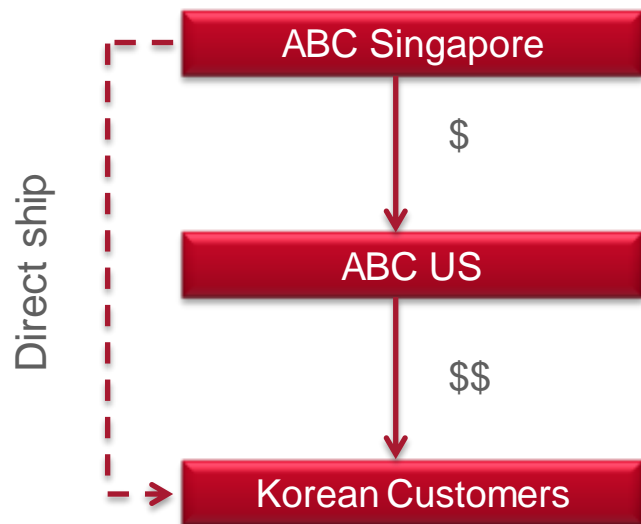 ABC Singapore
$
Direct ship
ABC US
$$
Korean Customers